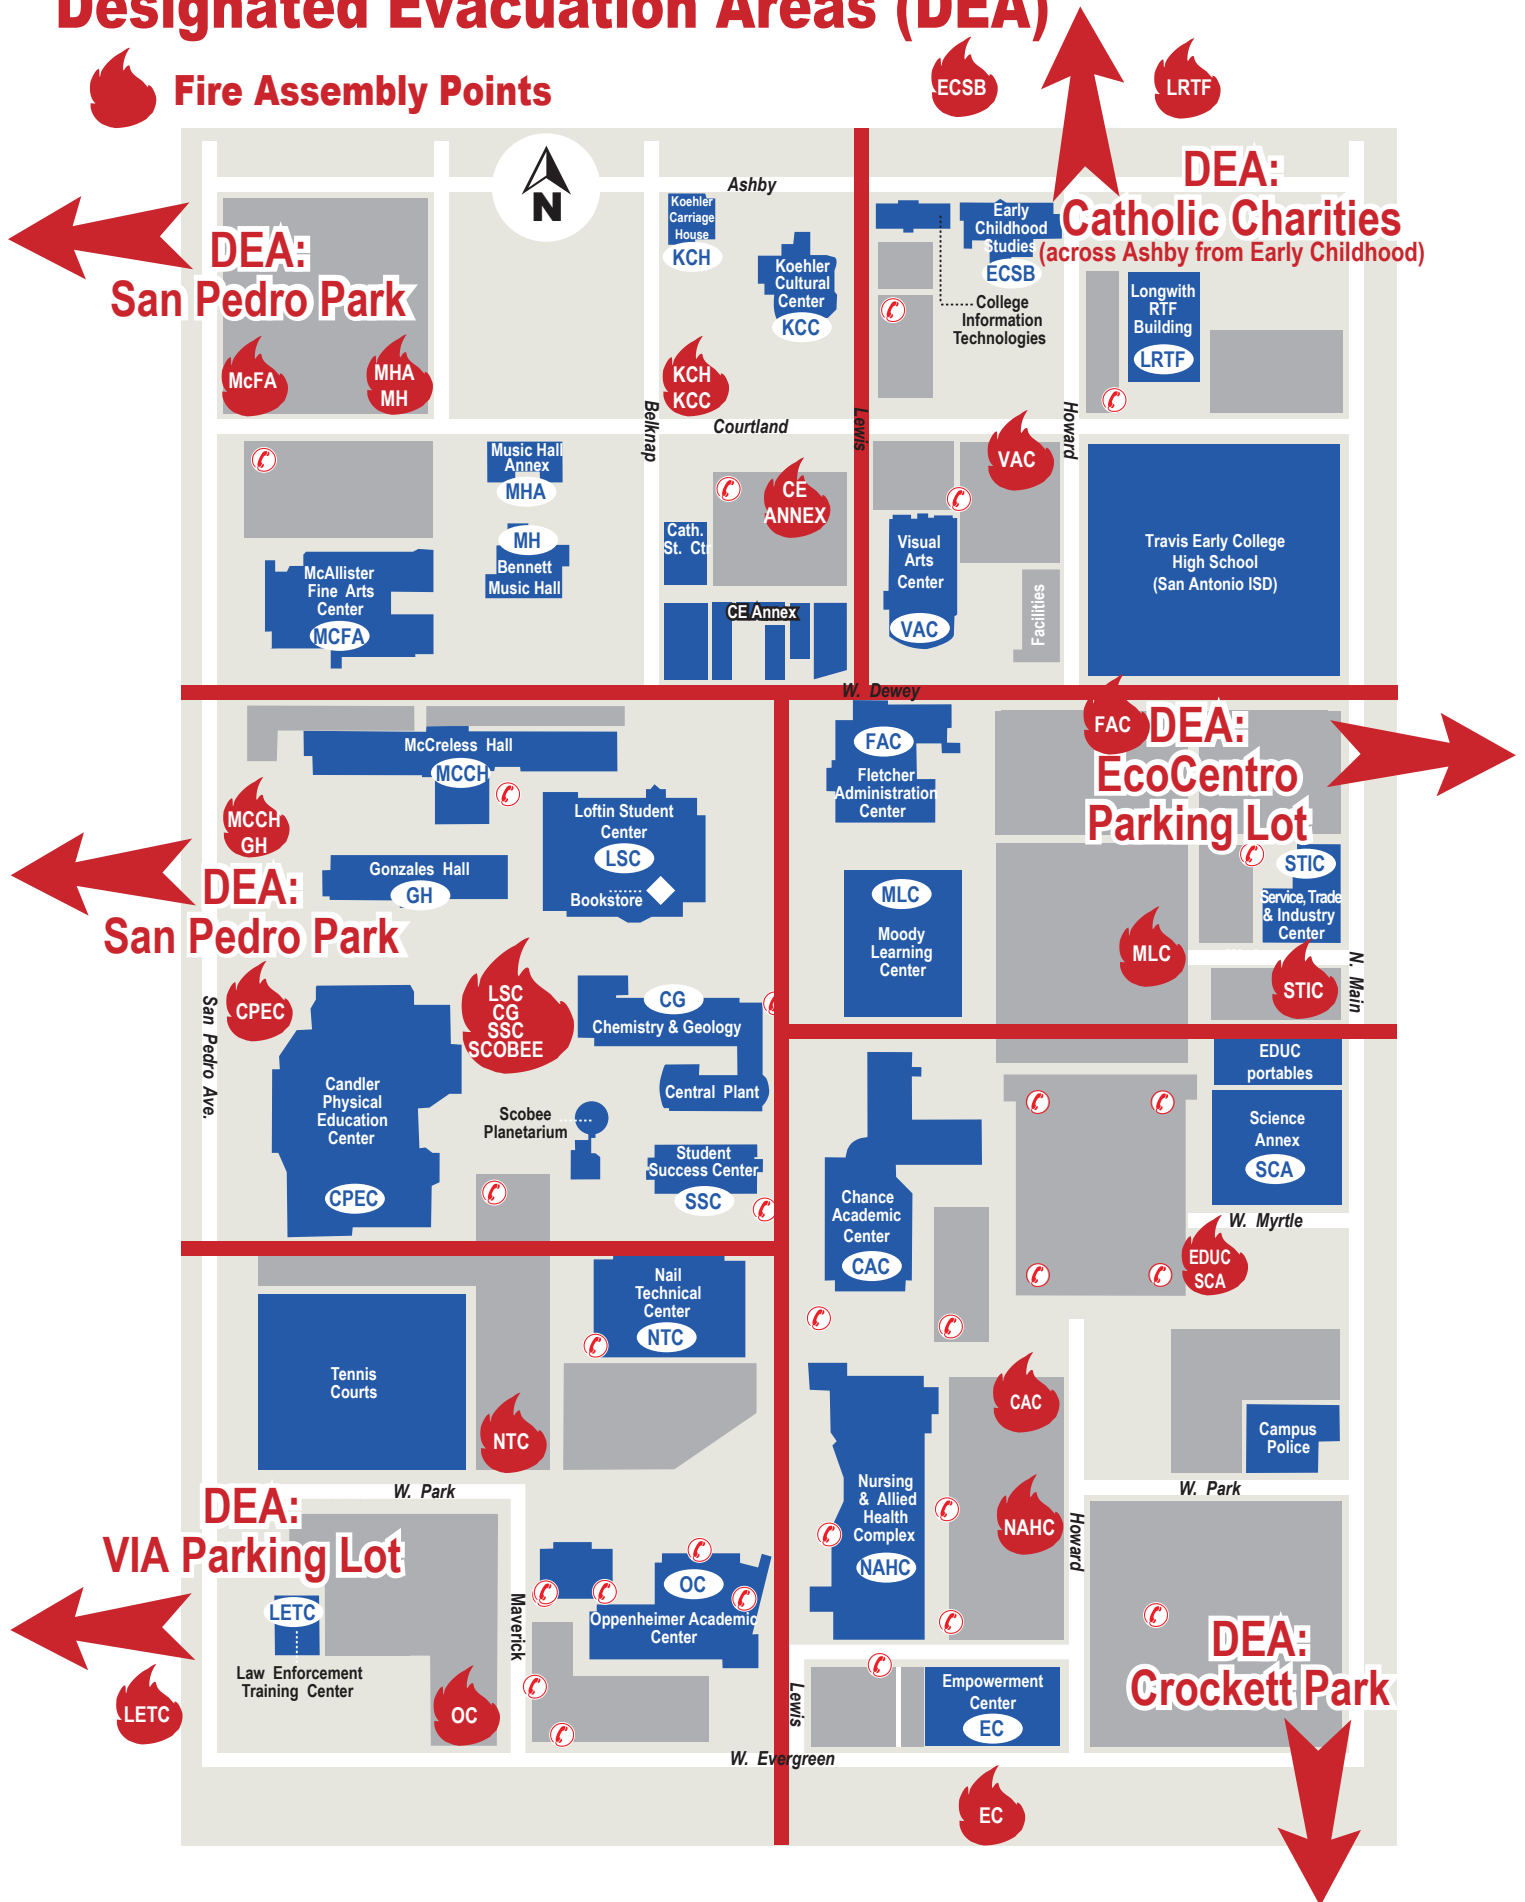 Designated Evacuation Areas (DEA)
Fire Assembly Points
ECSB
LRTF
N
Ashby
DEA:
Catholic Charities
(across Ashby from Early Childhood)
DEA:
San Pedro Park
Koehler
Carriage
House
KCH
Koehler
Cultural
Center
KCC
Early
Childhood
Studies
ECSB
College
Information
Technologies
Longwith
RTF
Building
LRTF
McFA
MHA
MH
KCH
KCC
Belknap
Courtland
Lewis
Howard
VAC
Music Hall
Annex
MHA
MH
Bennett
Music Hall
CE
ANNEX
Cath.
St. Ctr
CE Annex
Visual
Arts
Center
VAC
Facilities
Travis Early College
High School
(San Antonio ISD)
McAllister
Fine Arts
Center
MCFA
W. Dewey
McCreless Hall
MCCH
FAC
Fletcher
Administration
Center
FAC
DEA:
EcoCentro
Parking Lot
MCCH
GH
Loftin Student
Center
LSC
Bookstore
Gonzales Hall
GH
DEA:
San Pedro Park
MLC
Moody
Learning
Center
STIC
Service, Trade
& Industry
Center
MLC
STIC
N. Main
San Pedro Ave.
CPEC
LSC
CG
SSC
SCOBEE
CG
Chemistry & Geology
Central Plant
Candler
Physical
Education
Center
CPEC
Scobee
Planetarium
Student
Success Center
SSC
EDUC
portables
Science
Annex
SCA
Chance
Academic
Center
CAC
W. Myrtle
EDUC
SCA
Nail
Technical
Center
NTC
Tennis
Courts
NTC
CAC
Campus
Police
W. Park
W. Park
DEA:
VIA Parking Lot
Nursing
& Allied
Health
Complex
NAHC
NAHC
Howard
LETC
Law Enforcement
Training Center
Maverick
OC
Oppenheimer Academic
Center
LETC
OC
Lewis
Empowerment
Center
EC
DEA:
Crockett Park
W. Evergreen
EC